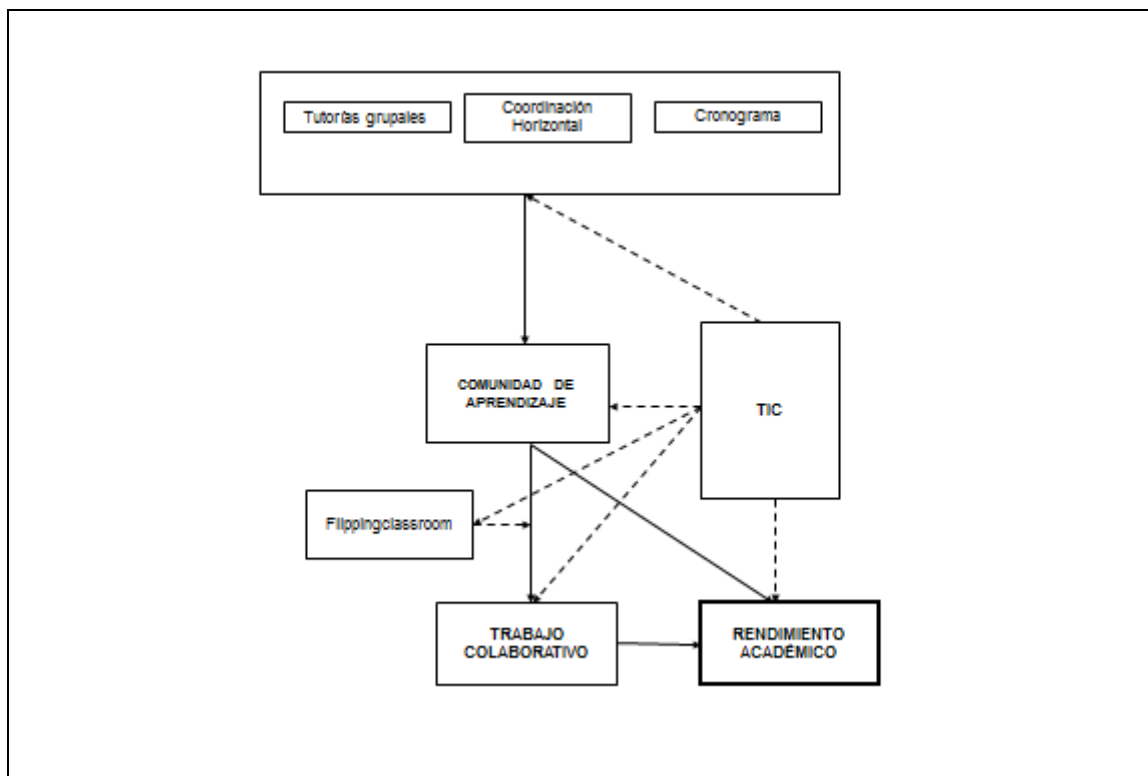 Tutorías grupales
Coordinación
Horizontal
Cronograma
COMUNIDAD DE
APRENDIZAJE
TIC
Flippingclassroom
TRABAJO
COLABORATIVO
RENDIMIENTO
ACADÉMICO